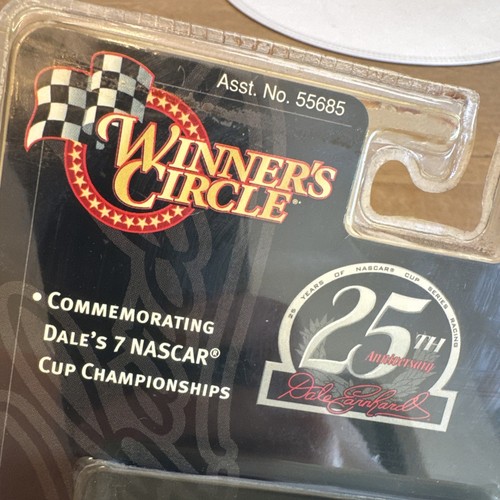 Asst. No. 55685
WINNER'S
CIRCLE
• COMMEMORATING
DALE'S 7 NASCAR®
CUP CHAMPIONSHIPS
25 YEARS OF NASCAR® CUP SERIES RACING
25TH
Anniversary
Dale Earnhardt